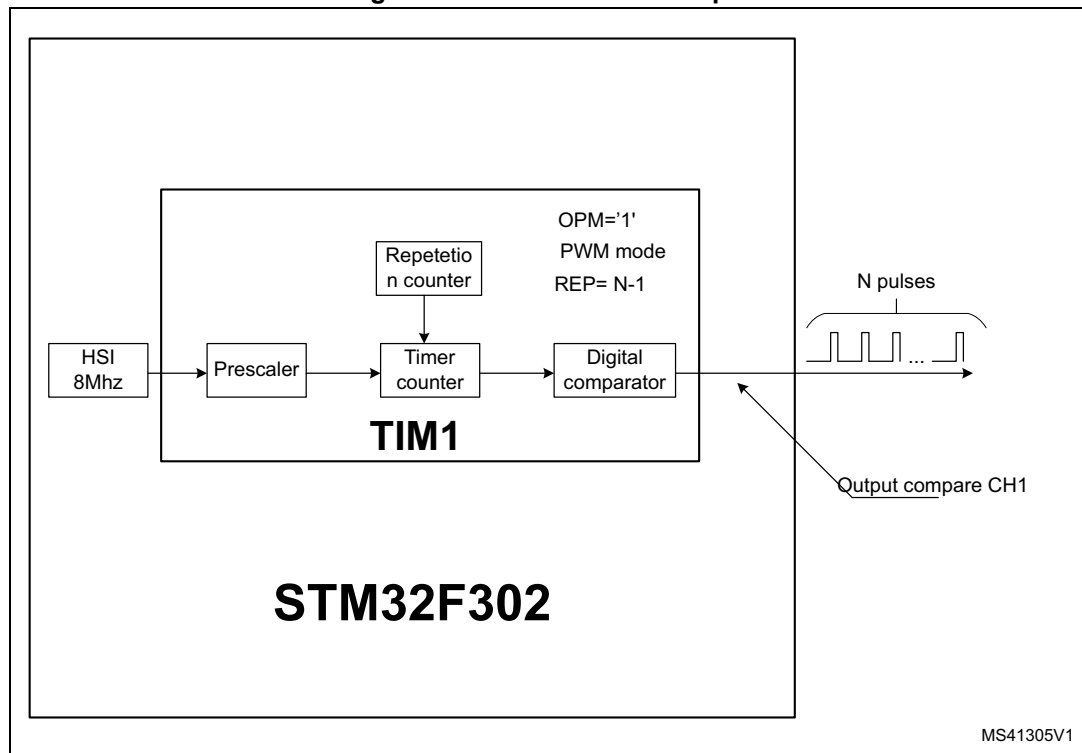 OPM='1'
PWM mode
REP= N-1
Repetetio
n counter
N pulses
...
HSI
8Mhz
Prescaler
Timer
counter
Digital
comparator
TIM1
Output compare CH1
STM32F302
MS41305V1